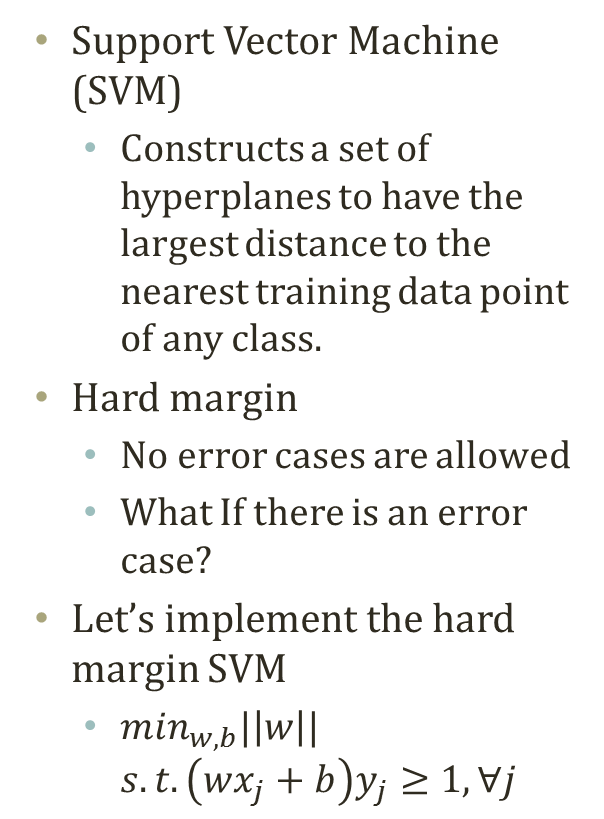 • Support Vector Machine
(SVM)
• Constructs a set of
hyperplanes to have the
largest distance to the
nearest training data point
of any class.
• Hard margin
• No error cases are allowed
• What If there is an error
case?
• Let's implement the hard
margin SVM
• min_{w,b}||w||
s.t.(wx_j + b)y_j ≥ 1, ∀j